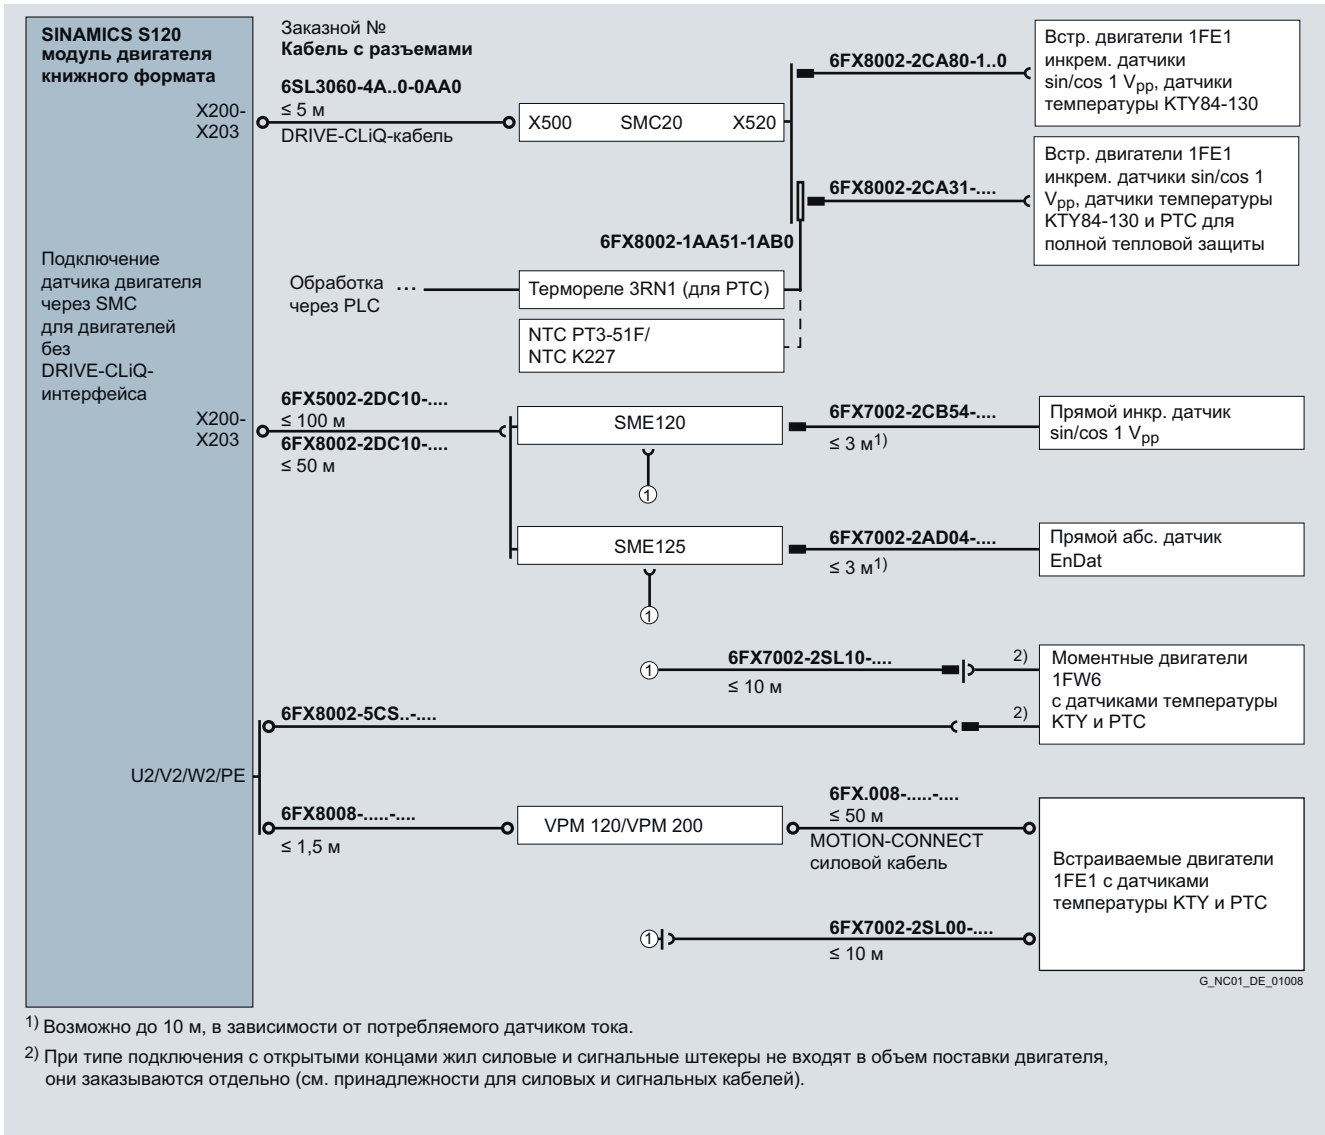 SINAMICS S120
модуль двигателя
книжного формата
Заказной №
Кабель с разъемами
6SL3060-4A..0-0AA0
≤ 5 м
DRIVE-CLiQ-кабель
X200-
X203
X500 SMC20 X520
6FX8002-2CA80-1..0
Встр. двигатели 1FE1
инкрем. датчики
sin/cos 1 Vpp, датчики
температуры KTY84-130
6FX8002-2CA31-....
Встр. двигатели 1FE1
инкрем. датчики sin/cos 1
Vpp, датчики температуры
KTY84-130 и PTC для
полной тепловой защиты
6FX8002-1AA51-1AB0
Подключение
датчика двигателя
через SMC
для двигателей
без
DRIVE-CLiQ-
интерфейса
Обработка ...
через PLC
Термореле 3RN1 (для PTC)
NTC PT3-51F/
NTC K227
X200-
X203
6FX5002-2DC10-....
≤ 100 м
6FX8002-2DC10-....
≤ 50 м
SME120
6FX7002-2CB54-....
≤ 3 м1)
Прямой инкр. датчик
sin/cos 1 Vpp
1
SME125
6FX7002-2AD04-....
≤ 3 м1)
Прямой абс. датчик
EnDat
1
1
6FX7002-2SL10-....
≤ 10 м
2)
Моментные двигатели
1FW6
с датчиками температуры
KTY и PTC
6FX8002-5CS..-....
2)
U2/V2/W2/PE
6FX8008-.....-....
≤ 1,5 м
VPM 120/VPM 200
6FX.008-.....-....
≤ 50 м
MOTION-CONNECT
силовой кабель
Встраиваемые двигатели
1FE1 с датчиками
температуры KTY и PTC
1
6FX7002-2SL00-....
≤ 10 м
G_NC01_DE_01008
1) Возможно до 10 м, в зависимости от потребляемого датчиком тока.
2) При типе подключения с открытыми концами жил силовые и сигнальные штекеры не входят в объем поставки двигателя,
они заказываются отдельно (см. принадлежности для силовых и сигнальных кабелей).